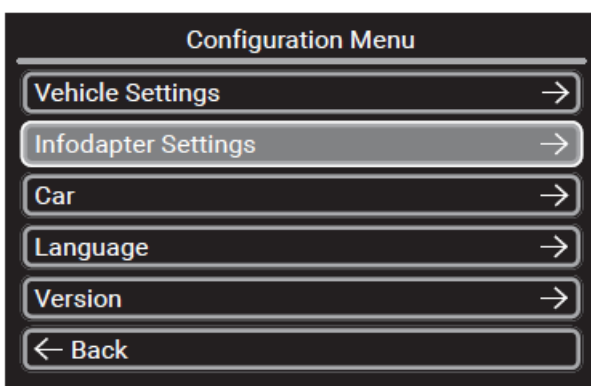 Configuration Menu
Vehicle Settings →
Infodapter Settings →
Car →
Language →
Version →
← Back